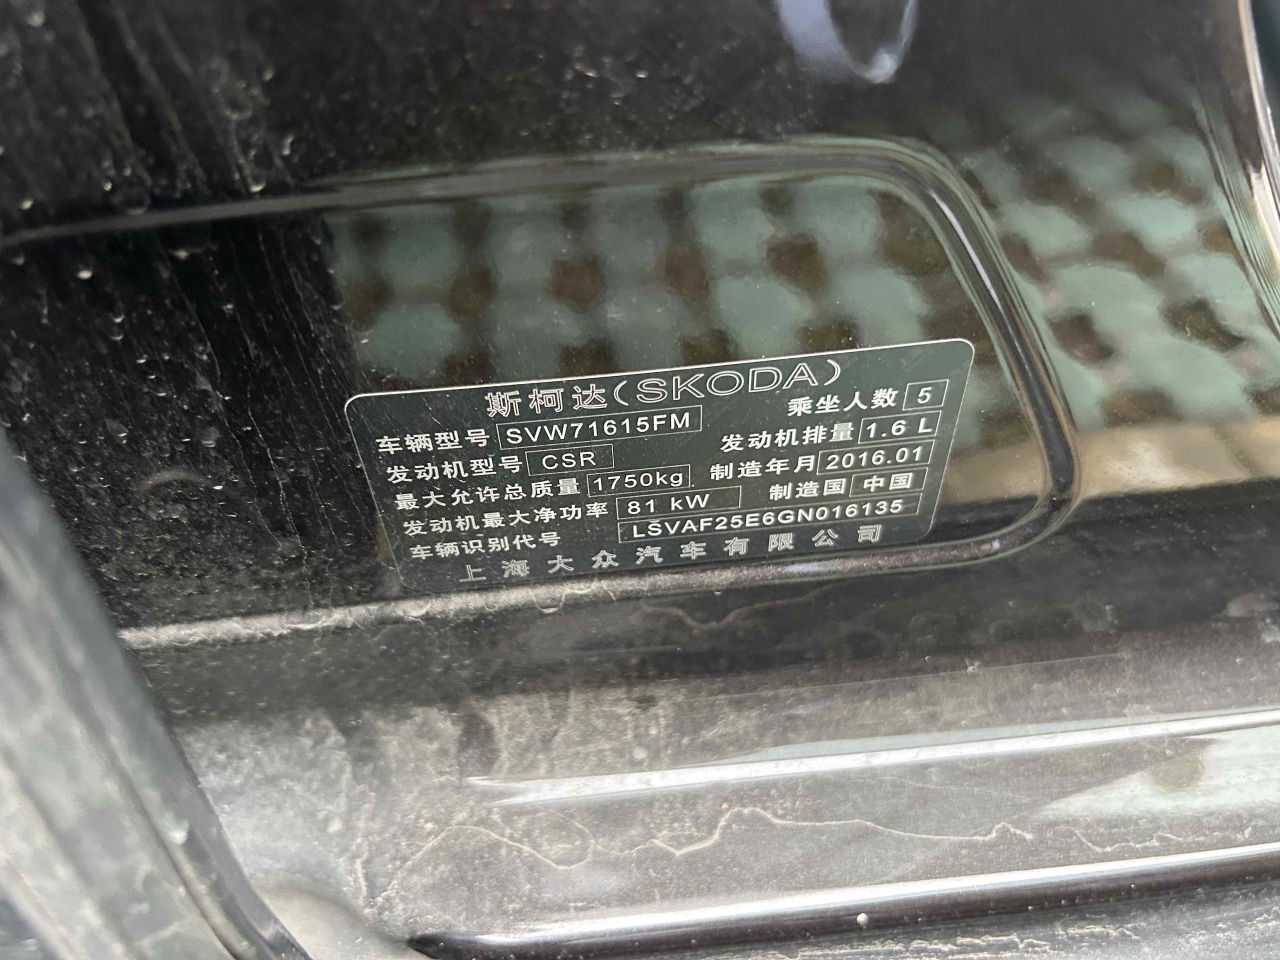 斯柯达(SKODA)
车辆型号 SVW71615FM 乘坐人数 5
发动机型号 CSR 发动机排量 1.6 L
最大允许总质量 1750kg 制造年月 2016.01
发动机最大净功率 81 kW 制造国 中国
车辆识别代号 LSVAF25E6GN016135
上海大众汽车有限公司